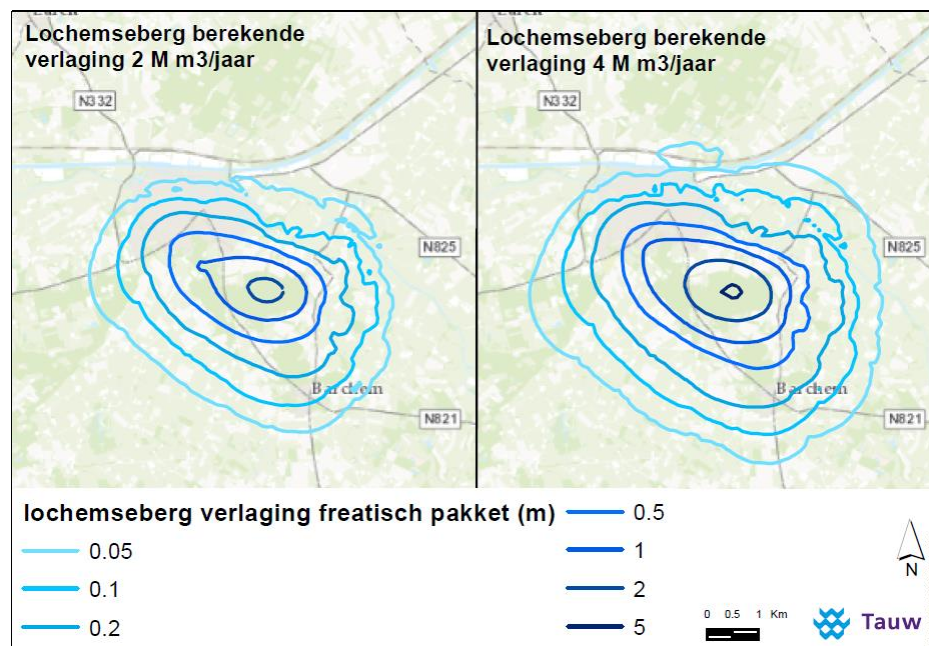 Lochemseberg berekende
verlaging 2 M m3/jaar
N332
N825
Barchem
N821
Lochemseberg berekende
verlaging 4 M m3/jaar
N332
N825
Barchem
N821
lochemseberg verlaging freatisch pakket (m)
0.05
0.1
0.2
0.5
1
2
5
0 0.5 1 Km
N
Tauw